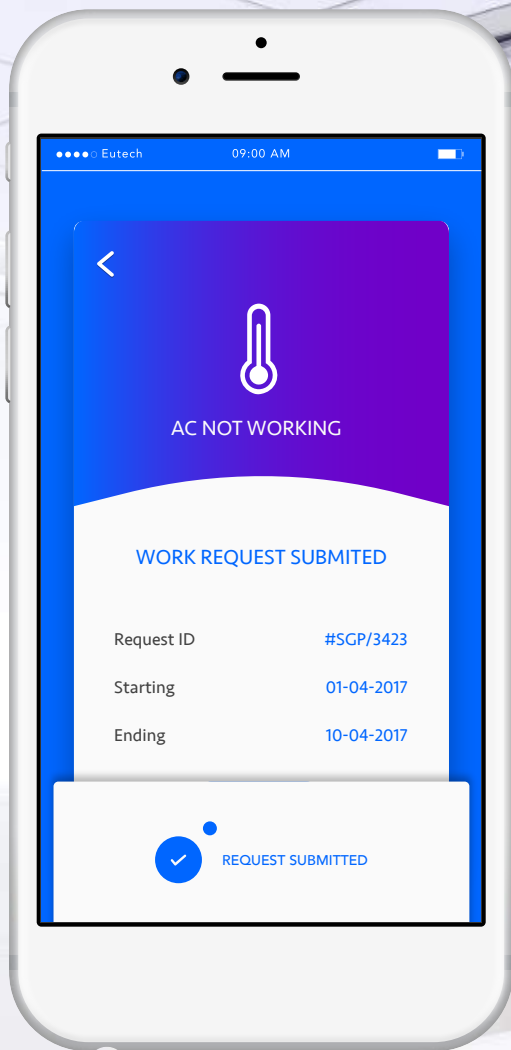 Eutech 09:00 AM
AC NOT WORKING
WORK REQUEST SUBMITED
Request ID #SGP/3423
Starting 01-04-2017
Ending 10-04-2017
REQUEST SUBMITTED